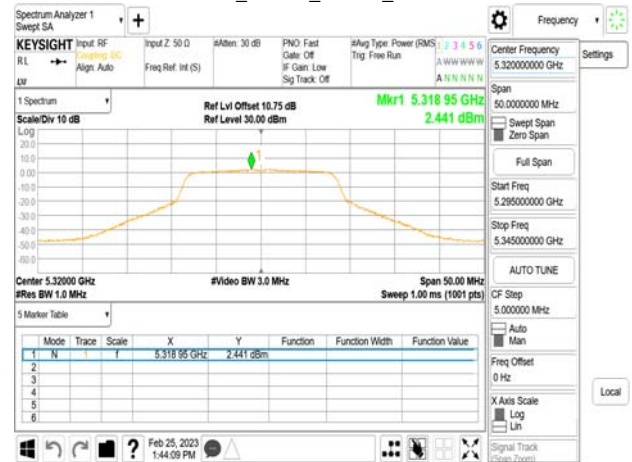 Spectrum Analyzer 1
Swept SA
Frequency
KEYSIGHT Input: RF
RL
Coupling: DC
Align: Auto
Input Z: 50 Ω
Freq Ref: Int (S)
#Atten: 30 dB
PNO: Fast
Gate: Off
IF Gain: Low
Sig Track: Off
#Avg Type: Power (RMS
Trig: Free Run
1 2 3 4 5 6
A W W W W W
A N N N N N
Center Frequency
5.320000000 GHz
Settings
1 Spectrum
Scale/Div 10 dB
Ref Lvl Offset 10.75 dB
Ref Level 30.00 dBm
Mkr1 5.318 95 GHz
2.441 dBm
Span
50.0000000 MHz
Swept Span
Zero Span
Full Span
Start Freq
5.295000000 GHz
Stop Freq
5.345000000 GHz
AUTO TUNE
CF Step
5.000000 MHz
Auto
Man
Freq Offset
0 Hz
X Axis Scale
Log
Lin
Signal Track
(Span Zoom)
Local
Log
20.0
10.0
0.00
-10.0
-20.0
-30.0
-40.0
-50.0
-60.0
1
Center 5.32000 GHz
#Res BW 1.0 MHz
#Video BW 3.0 MHz
Span 50.00 MHz
Sweep 1.00 ms (1001 pts)
5 Marker Table
Mode Trace Scale X Y Function Function Width Function Value
1 N 1 f 5.318 95 GHz 2.441 dBm
2
3
4
5
6
Feb 25, 2023
1:44:09 PM